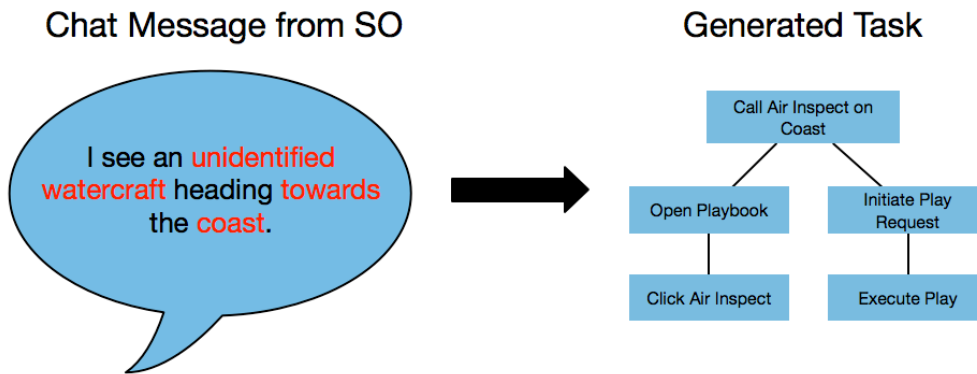 Chat Message from SO
Generated Task
I see an unidentified
watercraft heading towards
the coast.
Call Air Inspect on
Coast
Open Playbook
Initiate Play
Request
Click Air Inspect
Execute Play